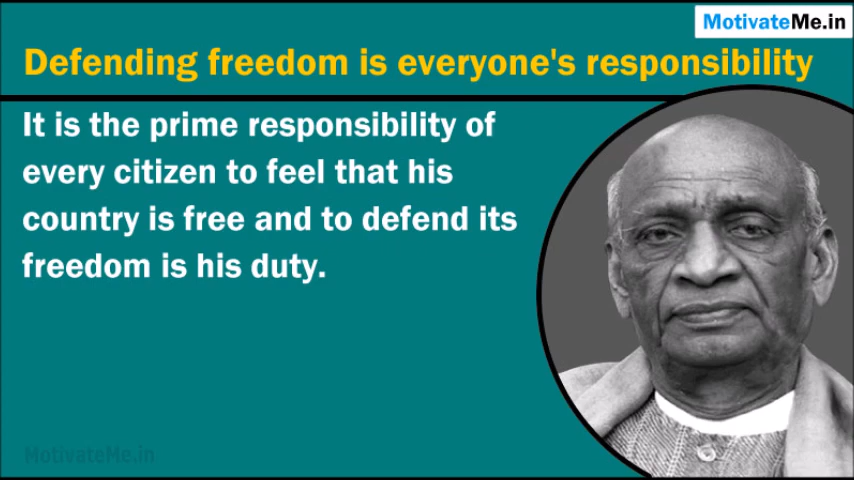 MotivateMe.in
Defending freedom is everyone's responsibility
It is the prime responsibility of
every citizen to feel that his
country is free and to defend its
freedom is his duty.
MotivateMe.in